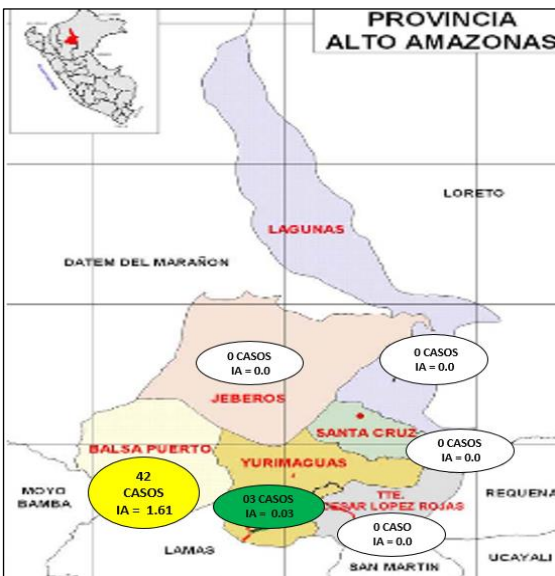 PROVINCIA
ALTO AMAZONAS
LORETO
LAGUNAS
DATEM DEL MARAÑON
0 CASOS
IA = 0.0
0 CASOS
IA = 0.0
JEBEROS
SANTA CRUZ
0 CASOS
IA = 0.0
BALSA PUERTO
YURIMAGUAS
42
CASOS
IA = 1.61
MOYO
BAMBA
03 CASOS
IA = 0.03
TTE.
CESAR LOPEZ ROJAS
REQUENA
0 CASO
IA = 0.0
LAMAS
SAN MARTIN
UCAYALI